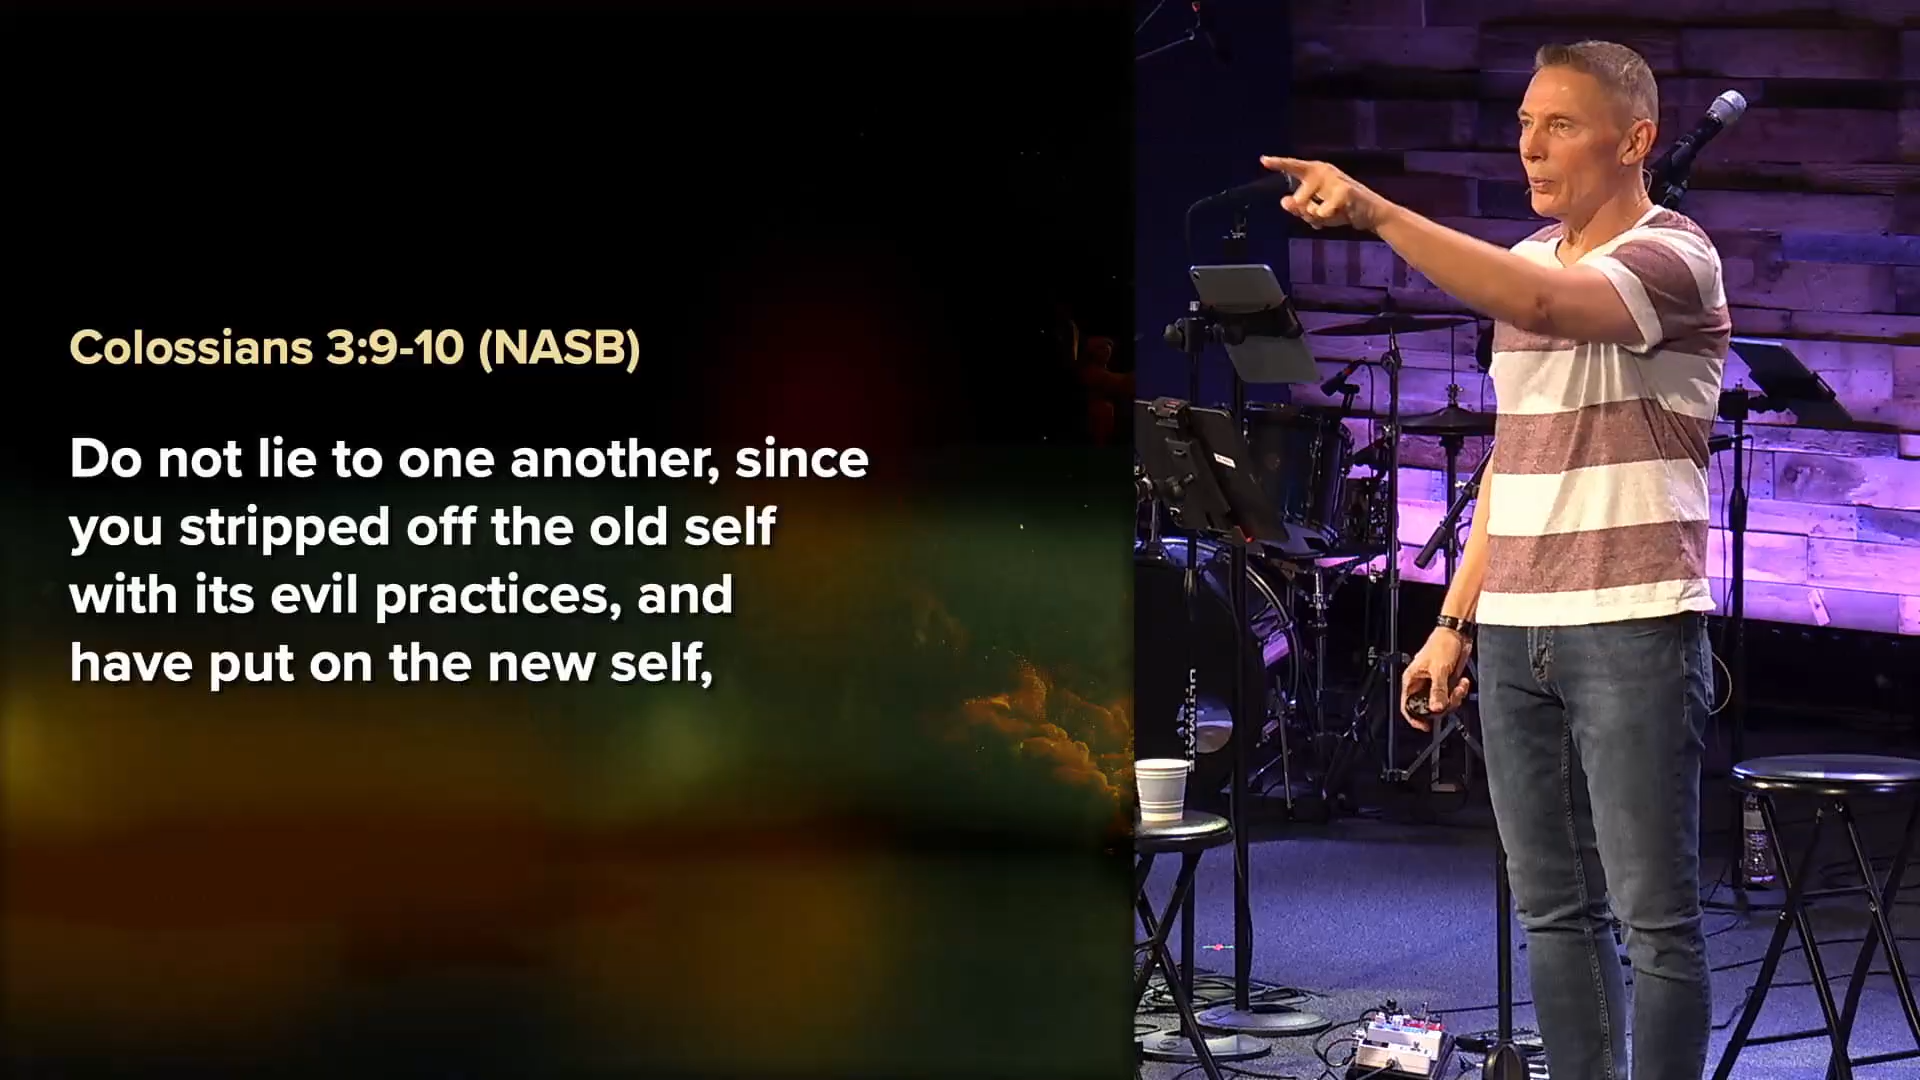 Colossians 3:9-10 (NASB)
Do not lie to one another, since
you stripped off the old self
with its evil practices, and
have put on the new self,
ULTIMAT